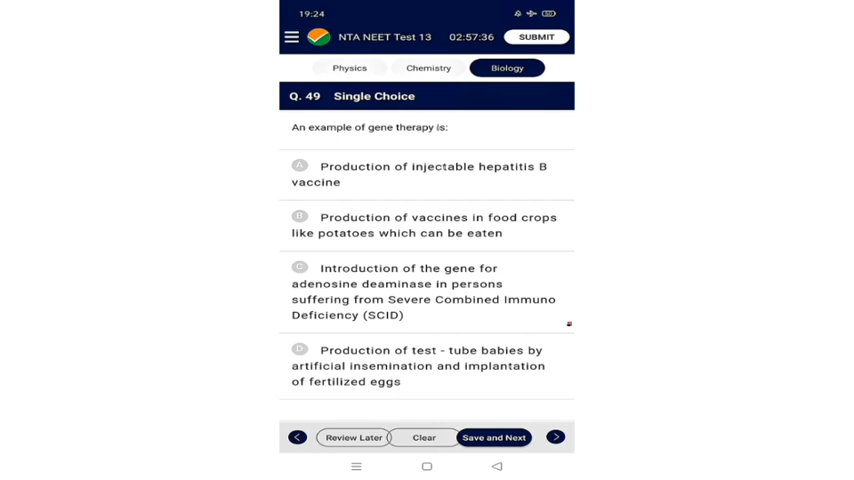 19:24
NTA NEET Test 13 02:57:36 SUBMIT
Physics Chemistry Biology
Q. 49 Single Choice
An example of gene therapy is:
A Production of injectable hepatitis B
vaccine
B Production of vaccines in food crops
like potatoes which can be eaten
C Introduction of the gene for
adenosine deaminase in persons
suffering from Severe Combined Immuno
Deficiency (SCID)
D Production of test - tube babies by
artificial insemination and implantation
of fertilized eggs
Review Later Clear Save and Next